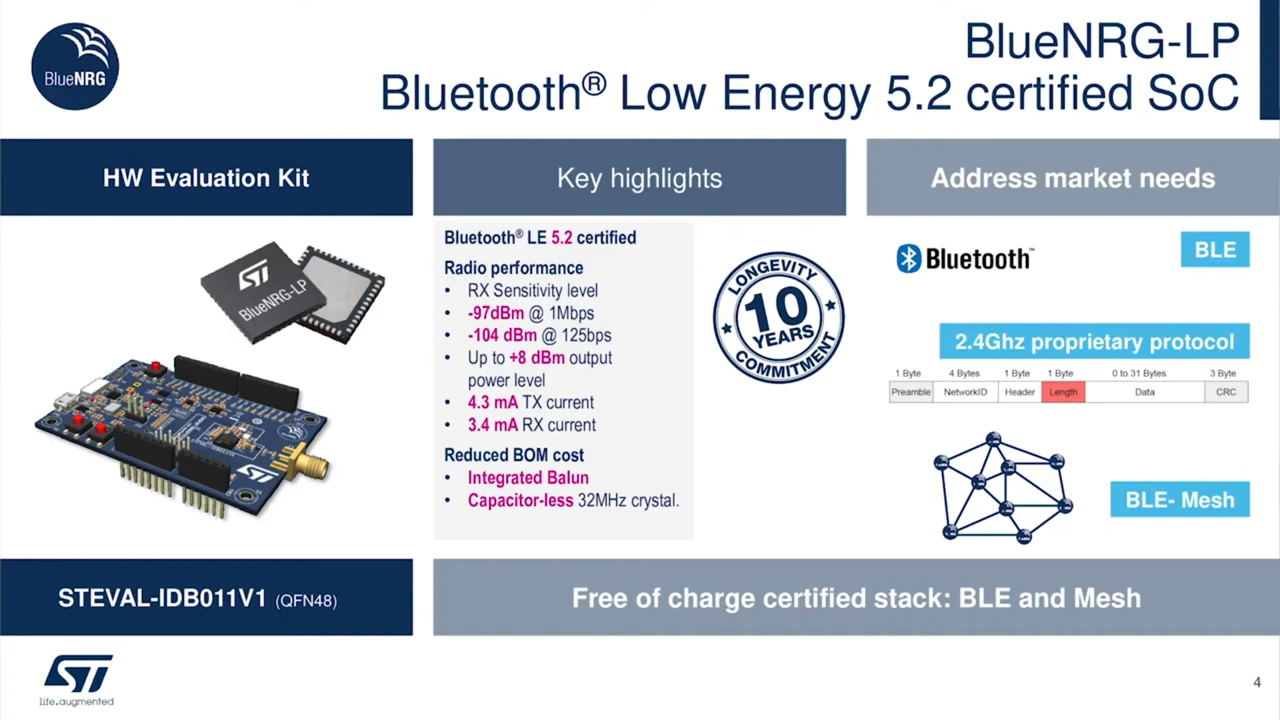 BlueNRG
BlueNRG-LP
Bluetooth® Low Energy 5.2 certified SoC
HW Evaluation Kit
ST
BlueNRG-LP
ST
STEVAL-IDB011V1 (QFN48)
Key highlights
Bluetooth® LE 5.2 certified
Radio performance
• RX Sensitivity level
• -97dBm @ 1Mbps
• -104 dBm @ 125bps
• Up to +8 dBm output
power level
• 4.3 mA TX current
• 3.4 mA RX current
Reduced BOM cost
• Integrated Balun
• Capacitor-less 32MHz crystal.
LONGEVITY
10
YEARS
COMMITMENT
Address market needs
Bluetooth™
BLE
2.4Ghz proprietary protocol
1 Byte 4 Bytes 1 Byte 1 Byte 0 to 31 Bytes 3 Byte
Preamble NetworkID Header Length Data CRC
BLE- Mesh
Free of charge certified stack: BLE and Mesh
ST
life.augmented
4